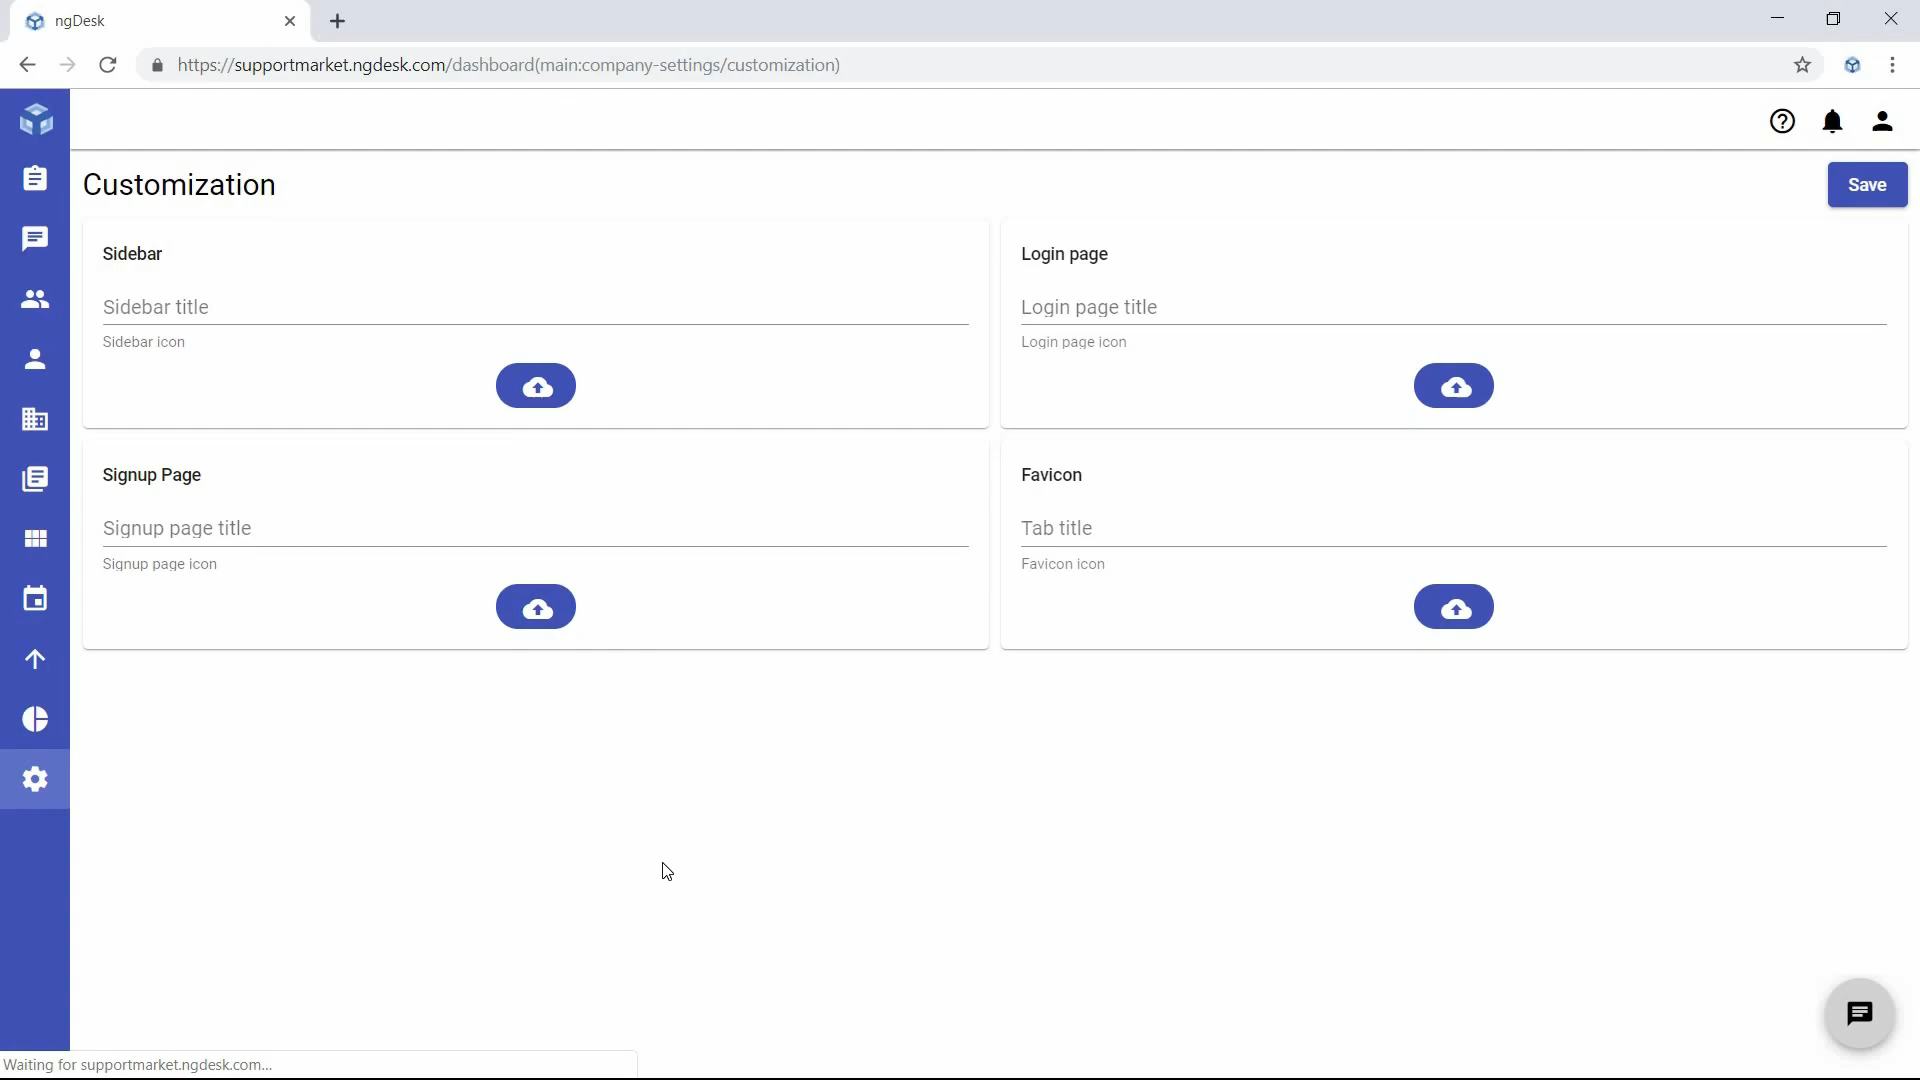 ngDesk
https://supportmarket.ngdesk.com/dashboard(main:company-settings/customization)
Customization
Save
Sidebar
Sidebar title
Sidebar icon
Login page
Login page title
Login page icon
Signup Page
Signup page title
Signup page icon
Favicon
Tab title
Favicon icon
Waiting for supportmarket.ngdesk.com...